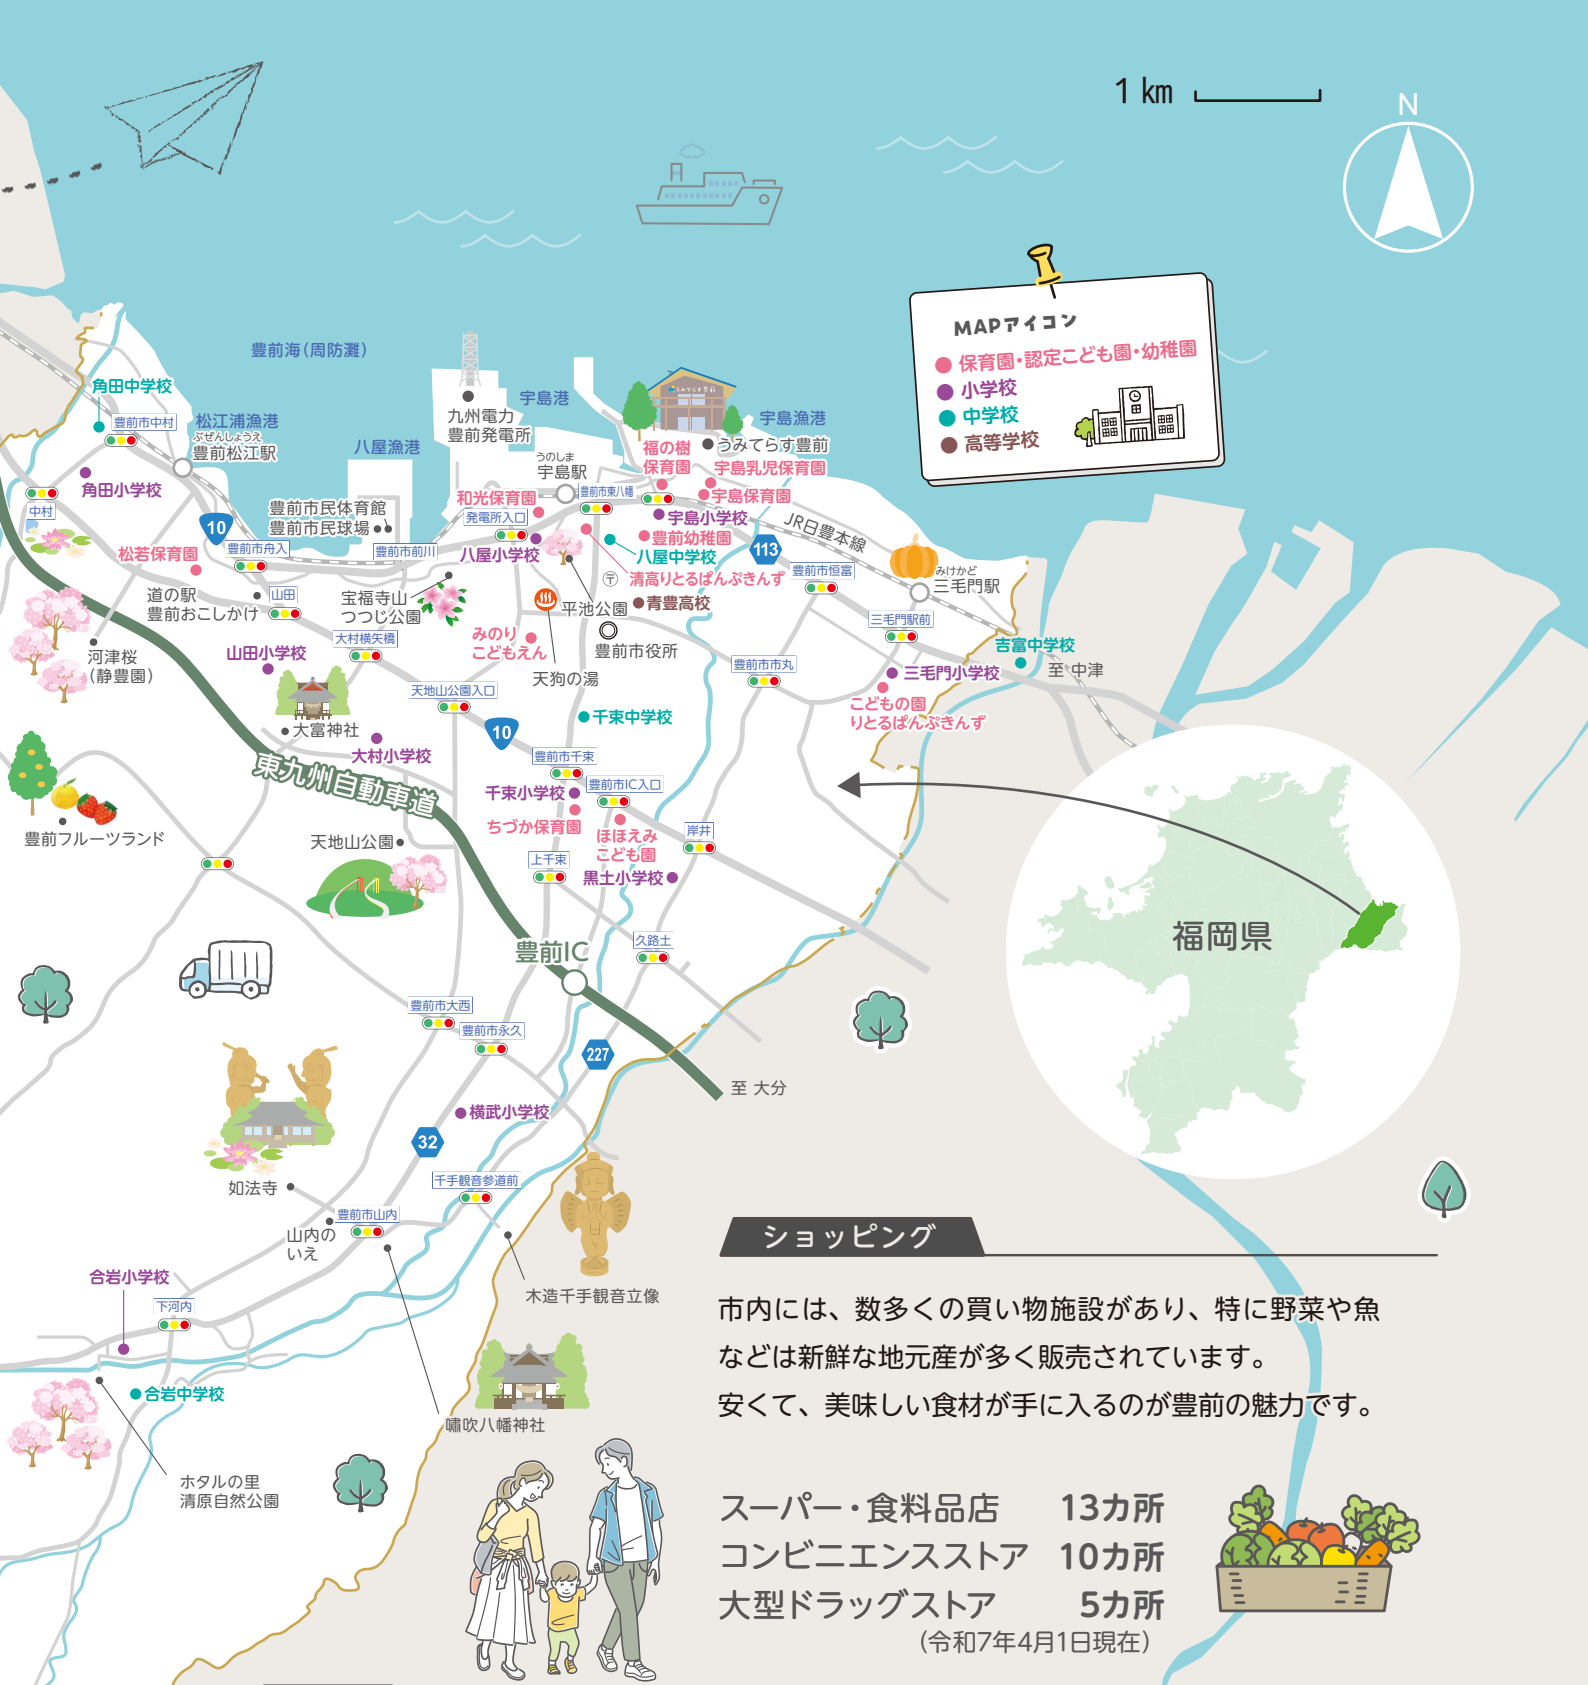 1 km
N
MAPアイコン
保育園・認定こども園・幼稚園
小学校
中学校
高等学校
豊前海（周防灘）
角田中学校
豊前市中村
松江浦漁港
ぶぜんしょうえ
豊前松江駅
角田小学校
中村
10
松若保育園
豊前市舟入
道の駅
豊前おこしかけ
山田
河津桜
（静豊園）
山田小学校
大富神社
大村小学校
豊前市民体育館
豊前市民球場
八屋漁港
豊前市前川
宝福寺山
つつじ公園
大村横矢橋
天地山公園入口
九州電力
豊前発電所
宇島港
うのしま
宇島駅
和光保育園
発電所入口
八屋小学校
豊前市東八幡
福の樹
保育園
うみてらす豊前
うみてらす豊前
宇島漁港
宇島乳児保育園
宇島保育園
宇島小学校
豊前幼稚園
八屋中学校
清高りとるぱんぷきんず
〒
青豊高校
平池公園
豊前市役所
みのり
こどもえん
天狗の湯
JR日豊本線
113
豊前市恒富
みけかど
三毛門駅
三毛門駅前
吉富中学校
至 中津
三毛門小学校
こどもの園
りとるぱんぷきんず
豊前市市丸
千束中学校
10
豊前市千束
豊前市IC入口
千束小学校
ちづか保育園
ほほえみ
こども園
岸井
上千束
黒土小学校
久路土
東九州自動車道
豊前フルーツランド
天地山公園
豊前IC
豊前市大西
豊前市永久
227
至 大分
横武小学校
32
千手観音参道前
如法寺
山内の
いえ
豊前市山内
木造千手観音立像
合岩小学校
下河内
合岩中学校
嘯吹八幡神社
ホタルの里
清原自然公園
福岡県
ショッピング
市内には、数多くの買い物施設があり、特に野菜や魚
などは新鮮な地元産が多く販売されています。
安くて、美味しい食材が手に入るのが豊前の魅力です。
スーパー・食料品店 13カ所
コンビニエンスストア 10カ所
大型ドラッグストア 5カ所
（令和7年4月1日現在）